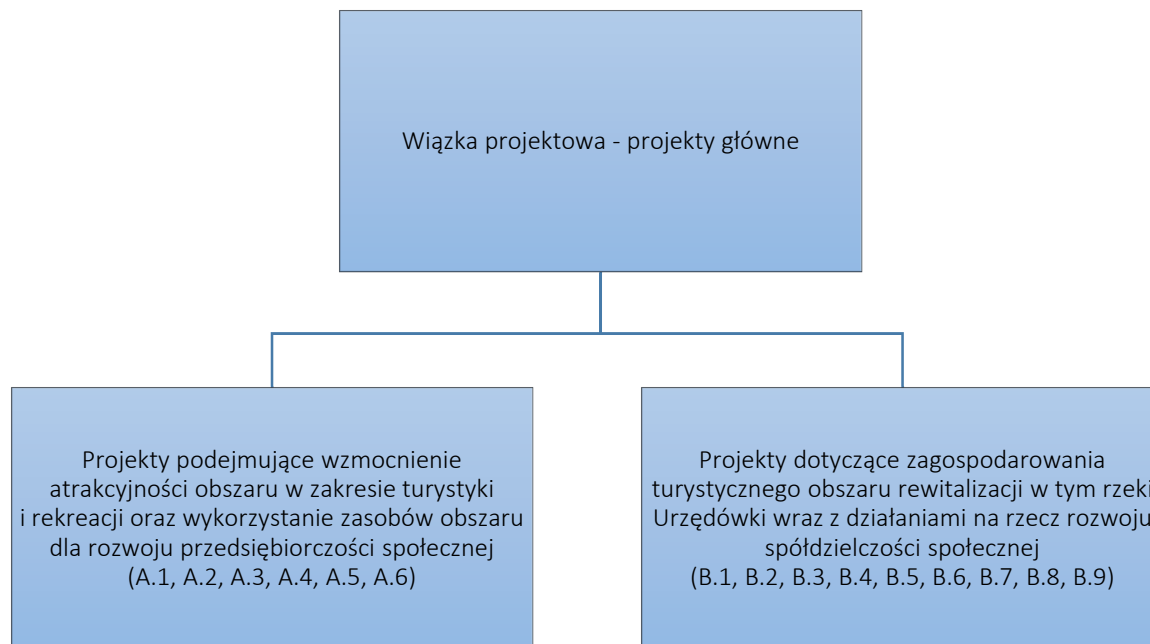 Wiązka projektowa - projekty główne
Projekty podejmujące wzmocnienie
atrakcyjności obszaru w zakresie turystyki
i rekreacji oraz wykorzystanie zasobów obszaru
dla rozwoju przedsiębiorczości społecznej
(A.1, A.2, A.3, A.4, A.5, A.6)
Projekty dotyczące zagospodarowania
turystycznego obszaru rewitalizacji w tym rzeki
Urzędówki wraz z działaniami na rzecz rozwoju
spółdzielczości społecznej
(B.1, B.2, B.3, B.4, B.5, B.6, B.7, B.8, B.9)